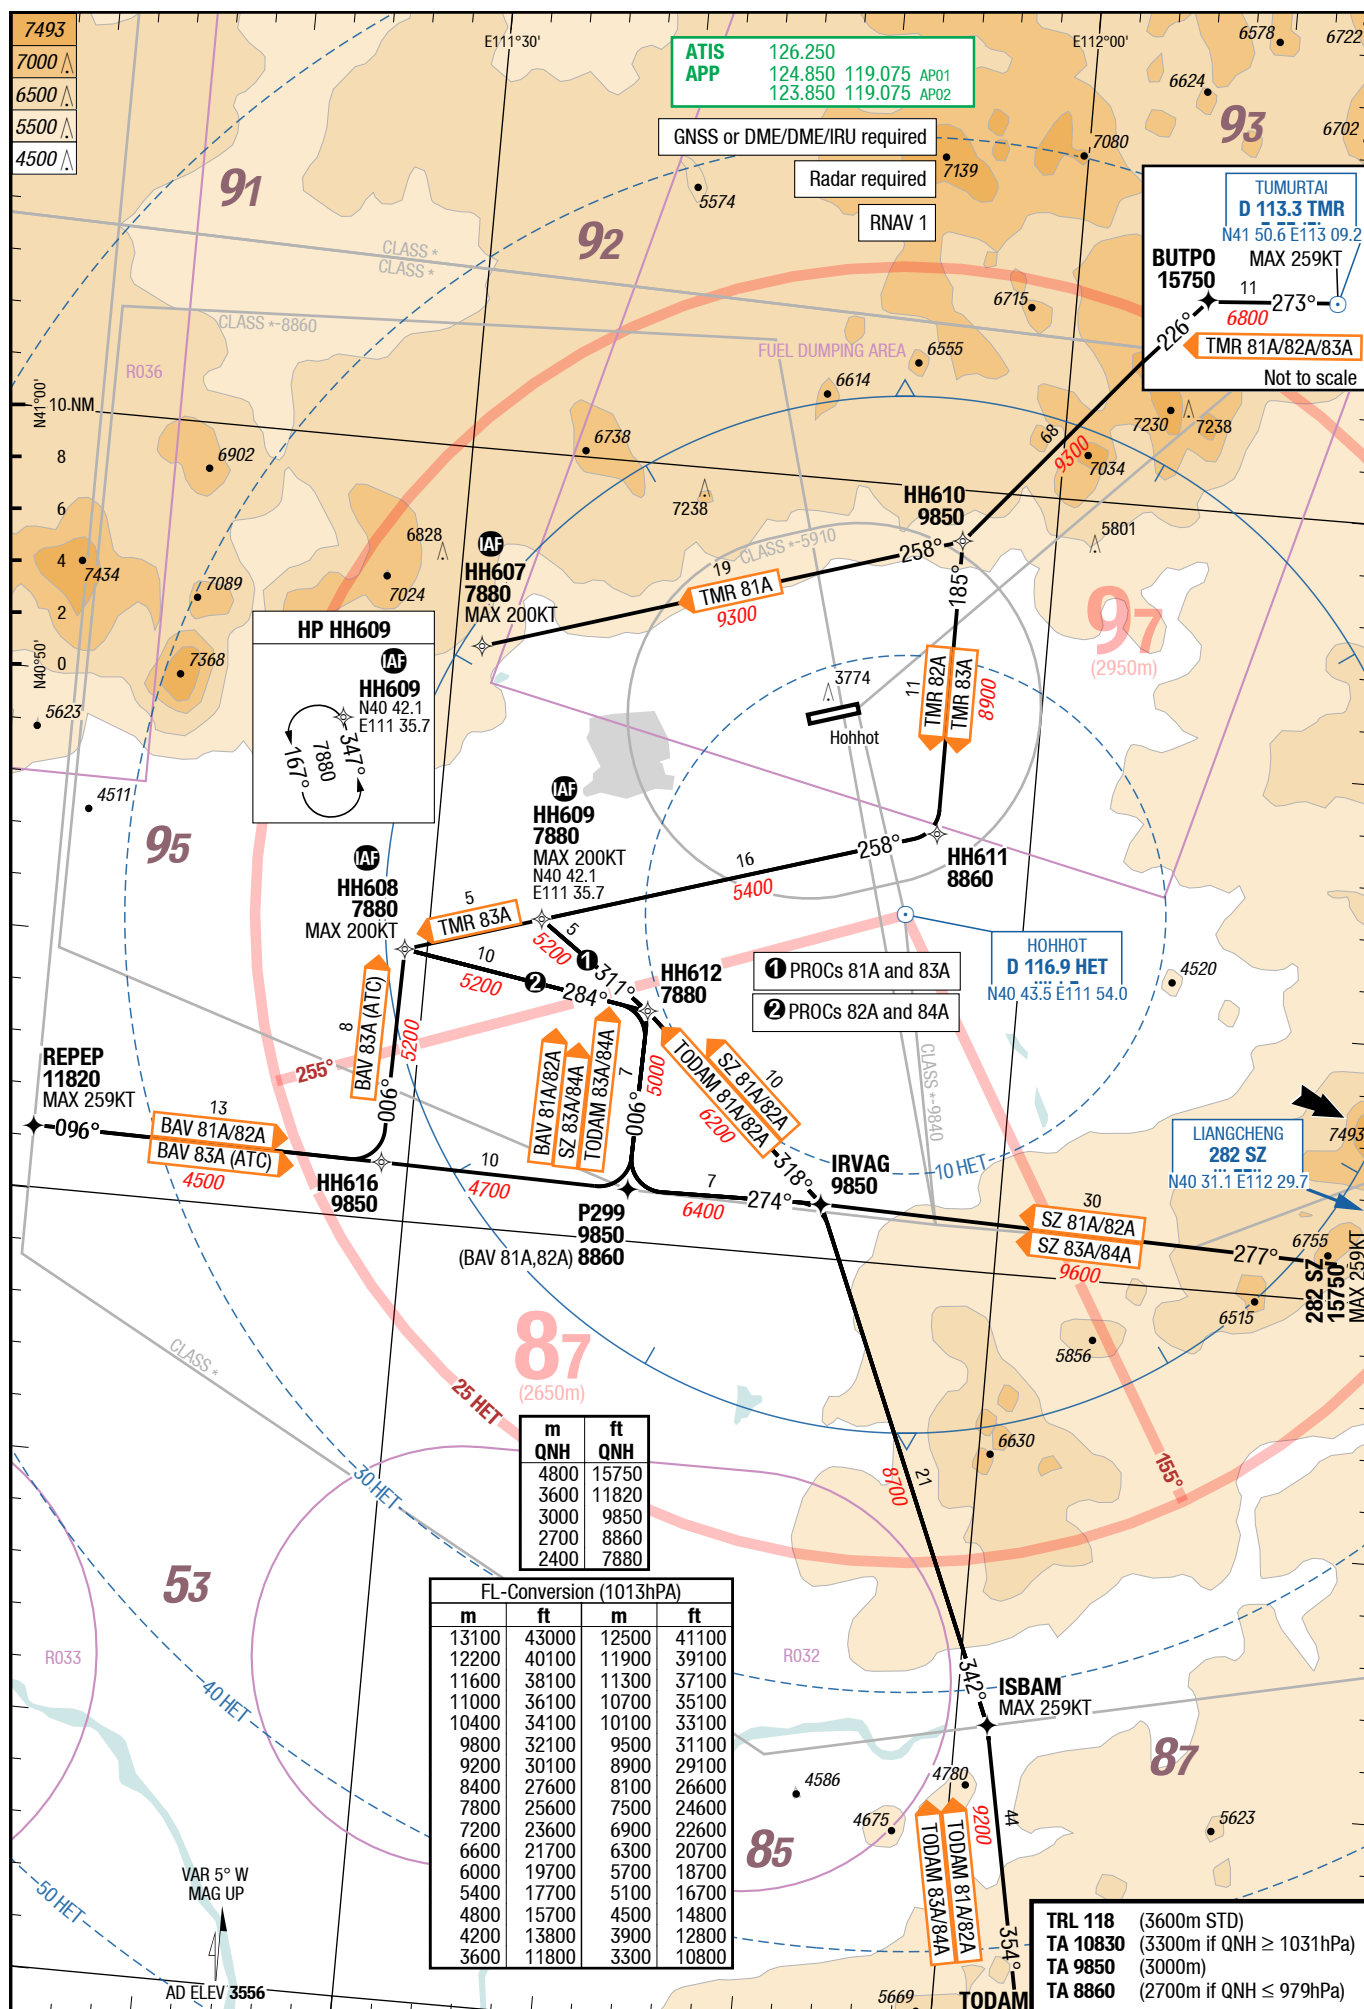 7493
7000
6500
5500
4500
E111°30'
E112°00'
ATIS 126.250
APP 124.850 119.075 AP01
123.850 119.075 AP02
GNSS or DME/DME/IRU required
Radar required
RNAV 1
6578
6722
6624
93
6702
7080
7139
5574
91
92
CLASS *
CLASS *
CLASS *-8860
R036
TUMURTAI
D 113.3 TMR
N41 50.6 E113 09.2
BUTPO
15750
MAX 259KT
11
273°
6800
226°
TMR 81A/82A/83A
Not to scale
6715
FUEL DUMPING AREA
6555
6614
N41°00'
10 NM
8
6
4
2
0
N40°50'
6738
6902
7230
7238
68
9300
7034
7238
HH610
9850
5801
6828
7434
7089
7024
CLASS *-5910
258°
19
TMR 81A
9300
IAF
HH607
7880
MAX 200KT
185°
97
(2950m)
7368
5623
HP HH609
IAF
HH609
N40 42.1
E111 35.7
347°
7880
167°
3774
Hohhot
11
TMR 82A
TMR 83A
8900
4511
95
IAF
HH609
7880
MAX 200KT
N40 42.1
E111 35.7
16
258°
5400
HH611
8860
IAF
HH608
7880
MAX 200KT
5
TMR 83A
10
5200
5
5200
1
311°
2
284°
HH612
7880
1 PROCs 81A and 83A
2 PROCs 82A and 84A
HOHHOT
D 116.9 HET
N40 43.5 E111 54.0
4520
8
BAV 83A (ATC)
5200
006°
255°
REPEP
11820
MAX 259KT
096°
13
BAV 81A/82A
BAV 83A (ATC)
4500
HH616
9850
10
4700
BAV 81A/82A
SZ 83A/84A
TODAM 83A/84A
7
006°
5000
TODAM 81A/82A
SZ 81A/82A
10
6200
318°
CLASS *-9840
10 HET
IRVAG
9850
7
274°
6400
P299
9850
(BAV 81A,82A) 8860
7493
LIANGCHENG
282 SZ
N40 31.1 E112 29.7
30
SZ 81A/82A
SZ 83A/84A
9600
277°
6755
282 SZ
15750
MAX 259KT
6515
5856
87
(2650m)
CLASS *
25 HET
155°
6630
21
8700
m ft
QNH QNH
4800 15750
3600 11820
3000 9850
2700 8860
2400 7880
30 HET
53
FL-Conversion (1013hPA)
m ft m ft
13100 43000 12500 41100
12200 40100 11900 39100
11600 38100 11300 37100
11000 36100 10700 35100
10400 34100 10100 33100
9800 32100 9500 31100
9200 30100 8900 29100
8400 27600 8100 26600
7800 25600 7500 24600
7200 23600 6900 22600
6600 21700 6300 20700
6000 19700 5700 18700
5400 17700 5100 16700
4800 15700 4500 14800
4200 13800 3900 12800
3600 11800 3300 10800
R033
R032
40 HET
342°
ISBAM
MAX 259KT
87
4586
4780
4675
5623
85
9200
44
TODAM 83A/84A
TODAM 81A/82A
354°
VAR 5° W
MAG UP
50 HET
AD ELEV 3556
5669
TODAM
TRL 118 (3600m STD)
TA 10830 (3300m if QNH ≥ 1031hPa)
TA 9850 (3000m)
TA 8860 (2700m if QNH ≤ 979hPa)